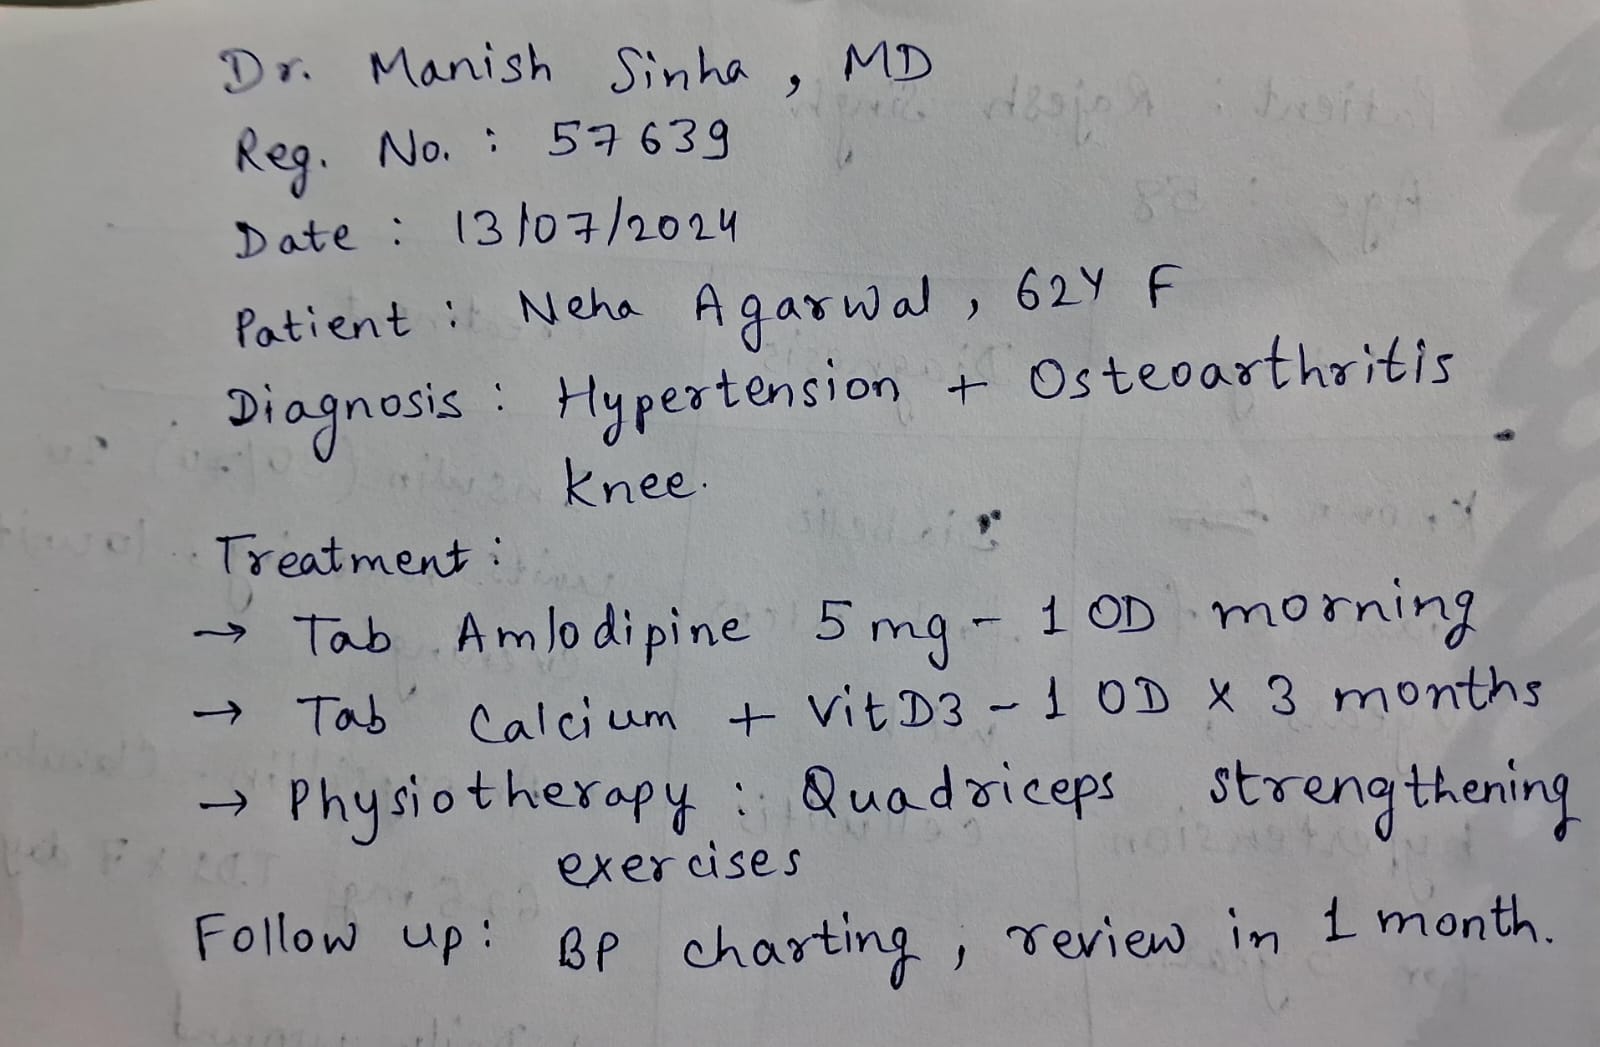 Dr. Manish Sinha, MD
Reg. No. : 57639
Date : 13/07/2024
Patient : Neha Agarwal, 62Y F
Diagnosis : Hypertension + Osteoarthritis
knee.
Treatment :
→ Tab Amlodipine 5 mg - 1 OD morning
→ Tab Calcium + Vit D3 - 1 OD x 3 months
→ Physiotherapy : Quadriceps strengthening
exercises
Follow up : BP charting, review in 1 month.